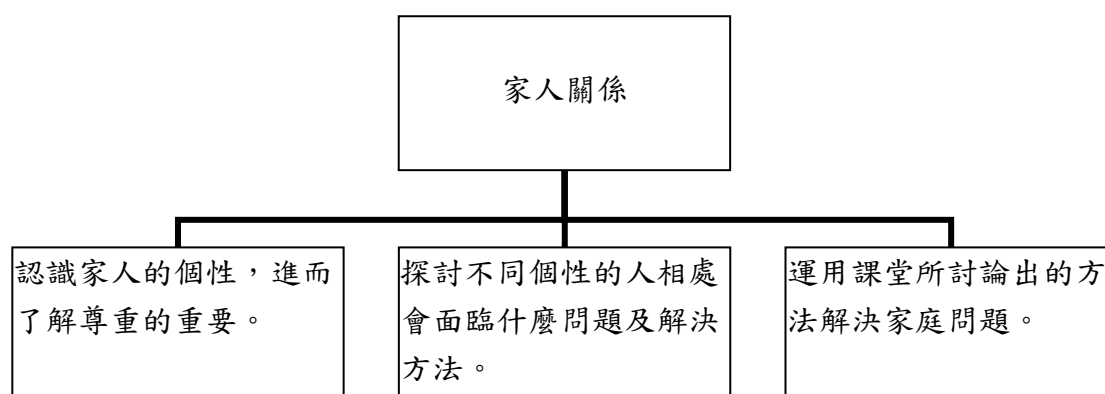 家人關係
認識家人的個性，進而
了解尊重的重要。
探討不同個性的人相處
會面臨什麼問題及解決
方法。
運用課堂所討論出的方
法解決家庭問題。